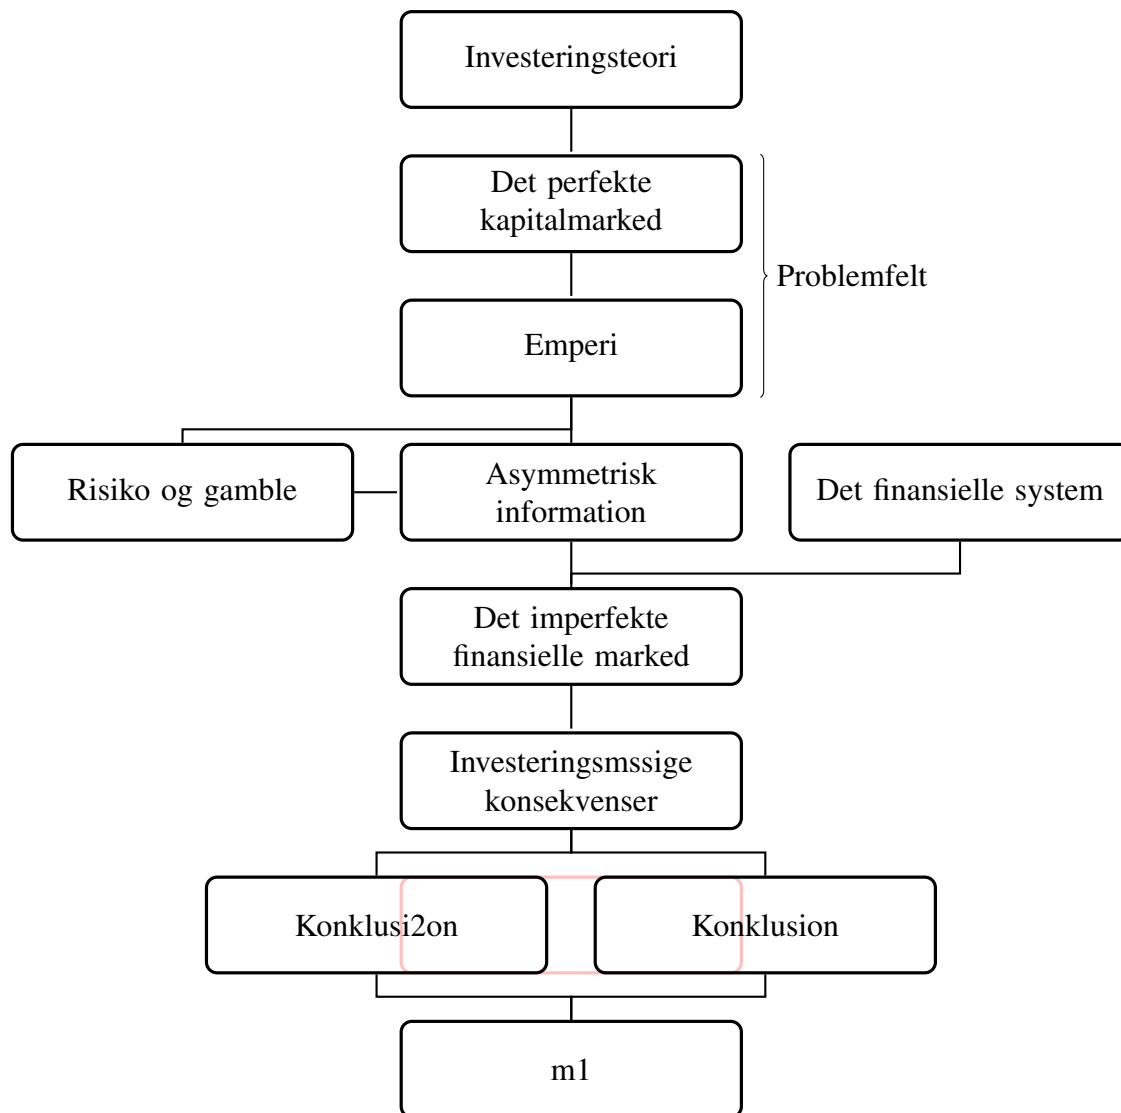 Investeringsteori
Det perfekte
kapitalmarked
Problemfelt
Emperi
Risiko og gamble
Asymmetrisk
information
Det finansielle system
Det imperfekte
finansielle marked
Investeringsmssige
konsekvenser
Konklusi2on
Konklusion
m1